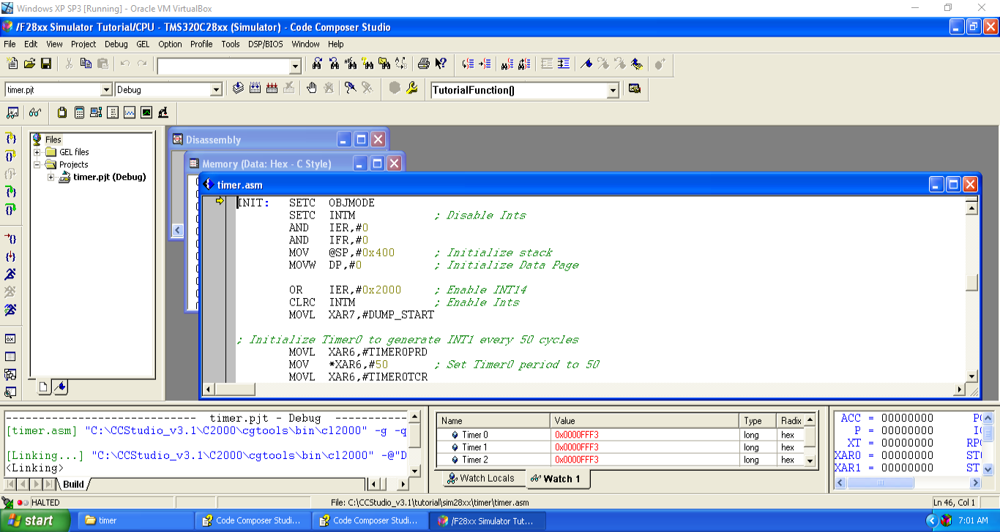 Windows XP SP3 [Running] - Oracle VM VirtualBox
/F28xx Simulator Tutorial/CPU - TMS320C28xx (Simulator) - Code Composer Studio
File Edit View Project Debug GEL Option Profile Tools DSP/BIOS Window Help
timer.pjt Debug TutorialFunction()
Files
GEL files
Projects
timer.pjt (Debug)
Disassembly
Memory (Data: Hex - C Style)
timer.asm
INIT: SETC OBJMODE
SETC INTM ; Disable Ints
AND IER,#0
AND IFR,#0
MOV @SP,#0x400 ; Initialize stack
MOVW DP,#0 ; Initialize Data Page
OR IER,#0x2000 ; Enable INT14
CLRC INTM ; Enable Ints
MOVL XAR7,#DUMP_START
; Initialize Timer0 to generate INT1 every 50 cycles
MOVL XAR6,#TIMER0PRD
MOV *XAR6,#50 ; Set Timer0 period to 50
MOVL XAR6,#TIMER0TCR
---------------------------- timer.pjt - Debug -----------
[timer.asm] "C:\CCStudio_v3.1\C2000\cgtools\bin\cl2000" -g -q
[Linking...] "C:\CCStudio_v3.1\C2000\cgtools\bin\cl2000" -@"D
<Linking>
Build
Name Value Type Radix
Timer 0 0x0000FFF3 long hex
Timer 1 0x0000FFF3 long hex
Timer 2 0x0000FFF3 long hex
Watch Locals Watch 1
ACC = 00000000 P
P = 00000000 I
XT = 00000000 RP
XAR0 = 00000000 ST
XAR1 = 00000000 ST
HALTED File: C:\CCStudio_v3.1\tutorial\sim28xx\timer\timer.asm Ln 46, Col 1
start timer Code Composer Studi... Code Composer Studi... /F28xx Simulator Tut... 7:01 AM